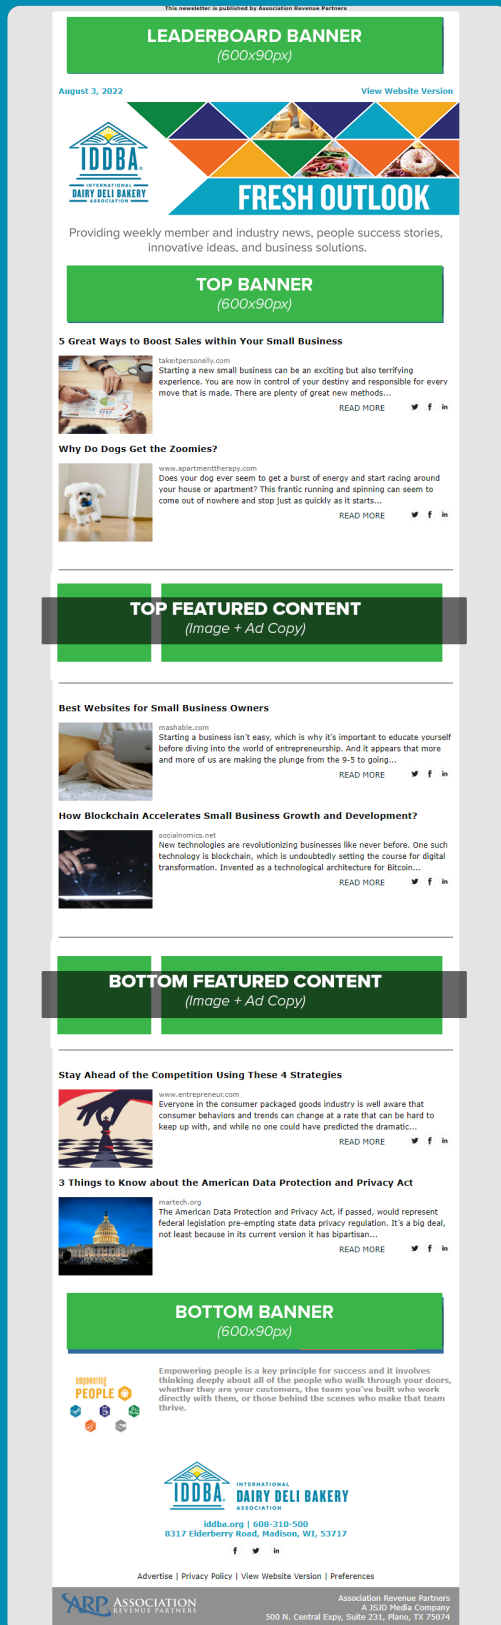 This newsletter is published by Association Revenue Partners
LEADERBOARD BANNER
(600x90px)
August 3, 2022 View Website Version
IDDBA
INTERNATIONAL
DAIRY DELI BAKERY
ASSOCIATION
FRESH OUTLOOK
Providing weekly member and industry news, people success stories,
innovative ideas, and business solutions.
TOP BANNER
(600x90px)
5 Great Ways to Boost Sales within Your Small Business
takeitpersonelly.com
Starting a new small business can be an exciting but also terrifying
experience. You are now in control of your destiny and responsible for every
move that is made. There are plenty of great new methods...
READ MORE
Why Do Dogs Get the Zoomies?
www.apartmenttherapy.com
Does your dog ever seem to get a burst of energy and start racing around
your house or apartment? This frantic running and spinning can seem to
come out of nowhere and stop just as quickly as it starts...
READ MORE
TOP FEATURED CONTENT
(Image + Ad Copy)
Best Websites for Small Business Owners
mashable.com
Starting a business isn't easy, which is why it's important to educate yourself
before diving into the world of entrepreneurship. And it appears that more
and more of us are making the plunge from the 9-5 to going...
READ MORE
How Blockchain Accelerates Small Business Growth and Development?
socialnomics.net
New technologies are revolutionizing businesses like never before. One such
technology is blockchain, which is undoubtedly setting the course for digital
transformation. Invented as a technological architecture for Bitcoin...
READ MORE
BOTTOM FEATURED CONTENT
(Image + Ad Copy)
Stay Ahead of the Competition Using These 4 Strategies
www.entrepreneur.com
Everyone in the consumer packaged goods industry is well aware that
consumer behaviors and trends can change at a rate that can be hard to
keep up with, and while no one could have predicted the dramatic...
READ MORE
3 Things to Know about the American Data Protection and Privacy Act
martech.org
The American Data Protection and Privacy Act, if passed, would represent
federal legislation pre-empting state data privacy regulation. It's a big deal,
not least because in its current version it has bipartisan...
READ MORE
BOTTOM BANNER
(600x90px)
empowering
PEOPLE
Empowering people is a key principle for success and it involves
thinking deeply about all of the people who walk through your doors,
whether they are your customers, the team you've built who work
directly with them, or those behind the scenes who make that team
thrive.
IDDBA
INTERNATIONAL
DAIRY DELI BAKERY
ASSOCIATION
iddba.org | 608-310-500
8317 Elderberry Road, Madison, WI, 53717
Advertise | Privacy Policy | View Website Version | Preferences
ARP ASSOCIATION
REVENUE PARTNERS
Association Revenue Partners
A JSJD Media Company
500 N. Central Expy, Suite 231, Plano, TX 75074